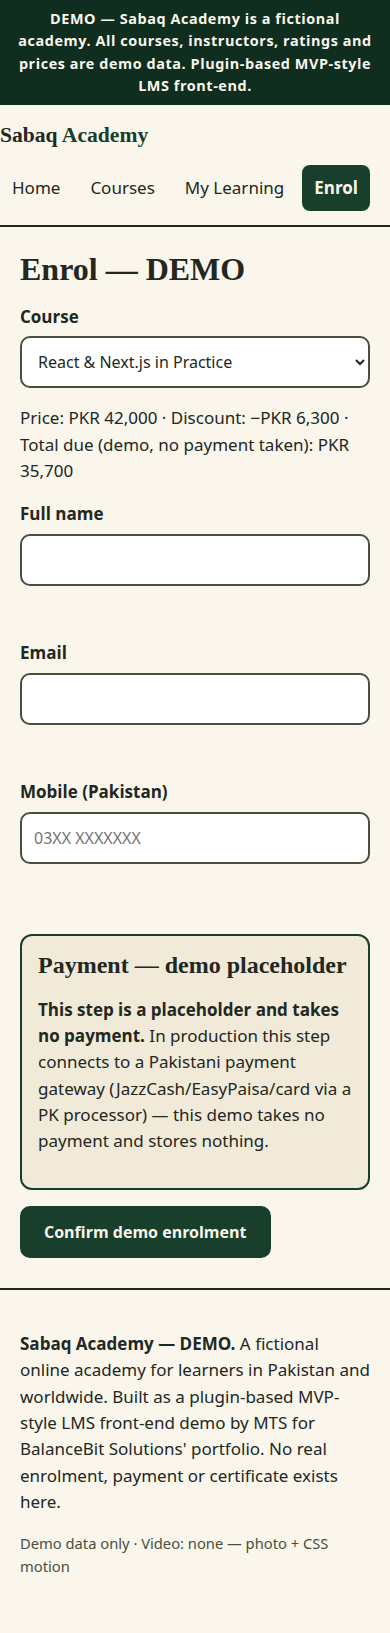 DEMO — Sabaq Academy is a fictional
academy. All courses, instructors, ratings and
prices are demo data. Plugin-based MVP-style
LMS front-end.
Sabaq Academy
Home Courses My Learning Enrol
Enrol — DEMO
Course
React & Next.js in Practice
Price: PKR 42,000 · Discount: −PKR 6,300 ·
Total due (demo, no payment taken): PKR
35,700
Full name
Email
Mobile (Pakistan)
03XX XXXXXXX
Payment — demo placeholder
This step is a placeholder and takes
no payment. In production this step
connects to a Pakistani payment
gateway (JazzCash/EasyPaisa/card via a
PK processor) — this demo takes no
payment and stores nothing.
Confirm demo enrolment
Sabaq Academy — DEMO. A fictional
online academy for learners in Pakistan and
worldwide. Built as a plugin-based MVP-
style LMS front-end demo by MTS for
BalanceBit Solutions' portfolio. No real
enrolment, payment or certificate exists
here.
Demo data only · Video: none — photo + CSS
motion